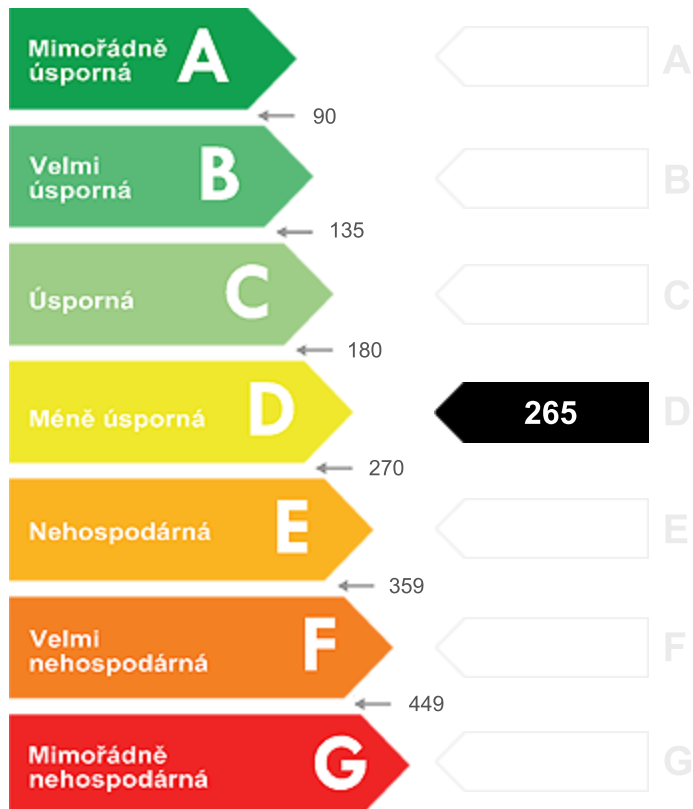 Mimořádně
úsporná
A
A
90
Velmi
úsporná
B
B
135
Úsporná
C
C
180
Méně úsporná
D
265
D
270
Nehospodárná
E
E
359
Velmi
nehospodárná
F
F
449
Mimořádně
nehospodárná
G
G